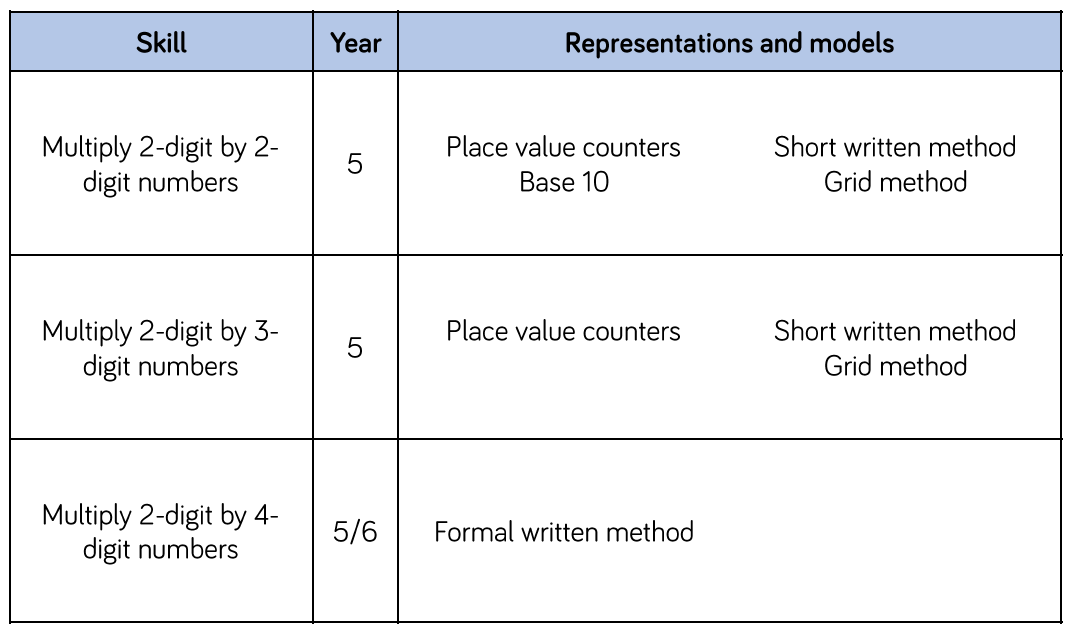 Skill Year Representations and models
Multiply 2-digit by 2-
digit numbers
5
Place value counters
Base 10
Short written method
Grid method
Multiply 2-digit by 3-
digit numbers
5
Place value counters
Short written method
Grid method
Multiply 2-digit by 4-
digit numbers
5/6
Formal written method